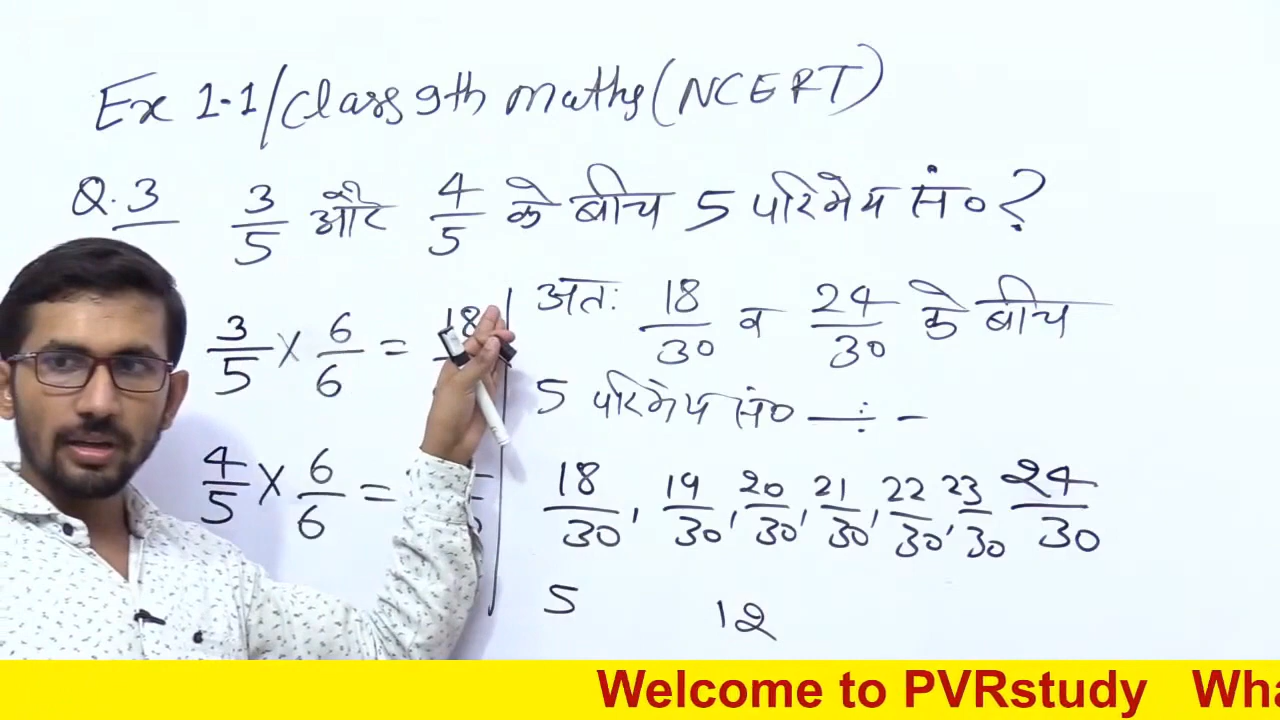 Ex 1.1/Class 9th maths (NCERT)
Q.3 3/5 और 4/5 के बीच 5 परिमेय सं० ?
3/5 × 6/6 = 18
4/5 × 6/6 =
अतः 18/30 व 24/30 के बीच
5 परिमेय सं० —:-
18/30, 19/30, 20/30, 21/30, 22/30, 23/30 24/30
5 12
Welcome to PVRstudy Wha